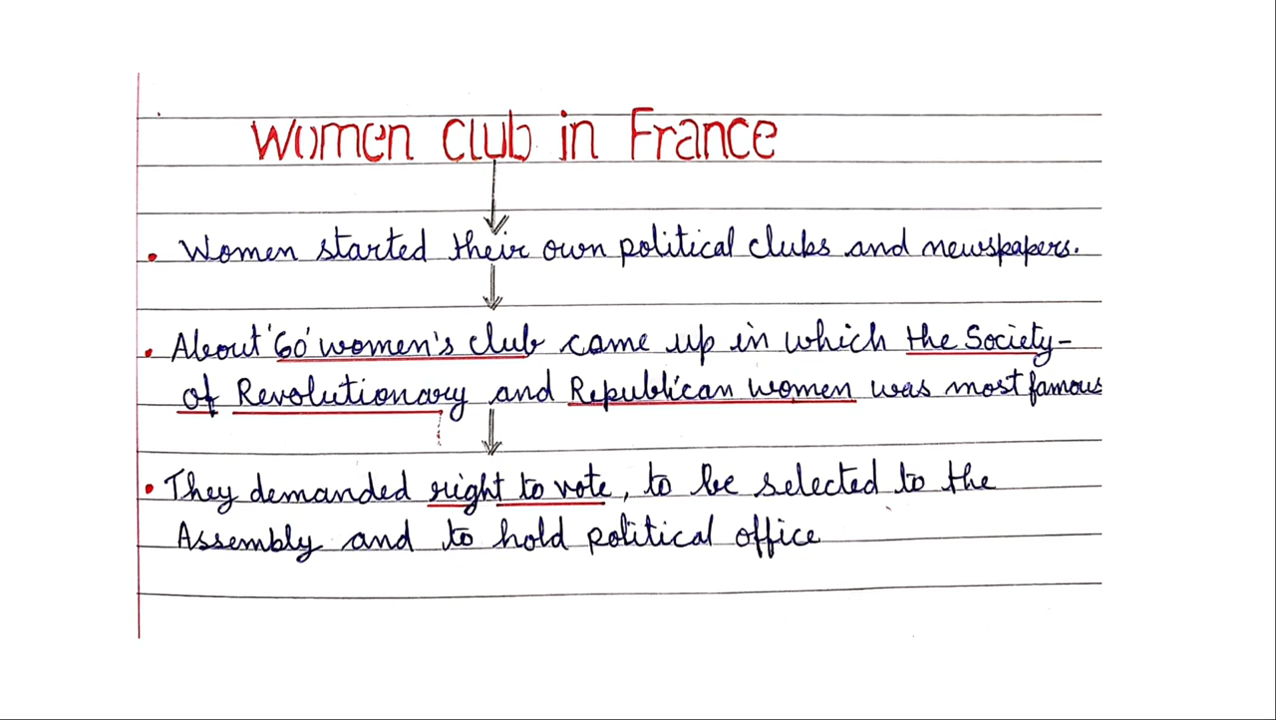 Women club in France
• Women started their own political clubs and newspapers.
• About '60' women's club came up in which the Society-
of Revolutionary and Republican women was most famous
• They demanded right to vote, to be selected to the
Assembly and to hold political office